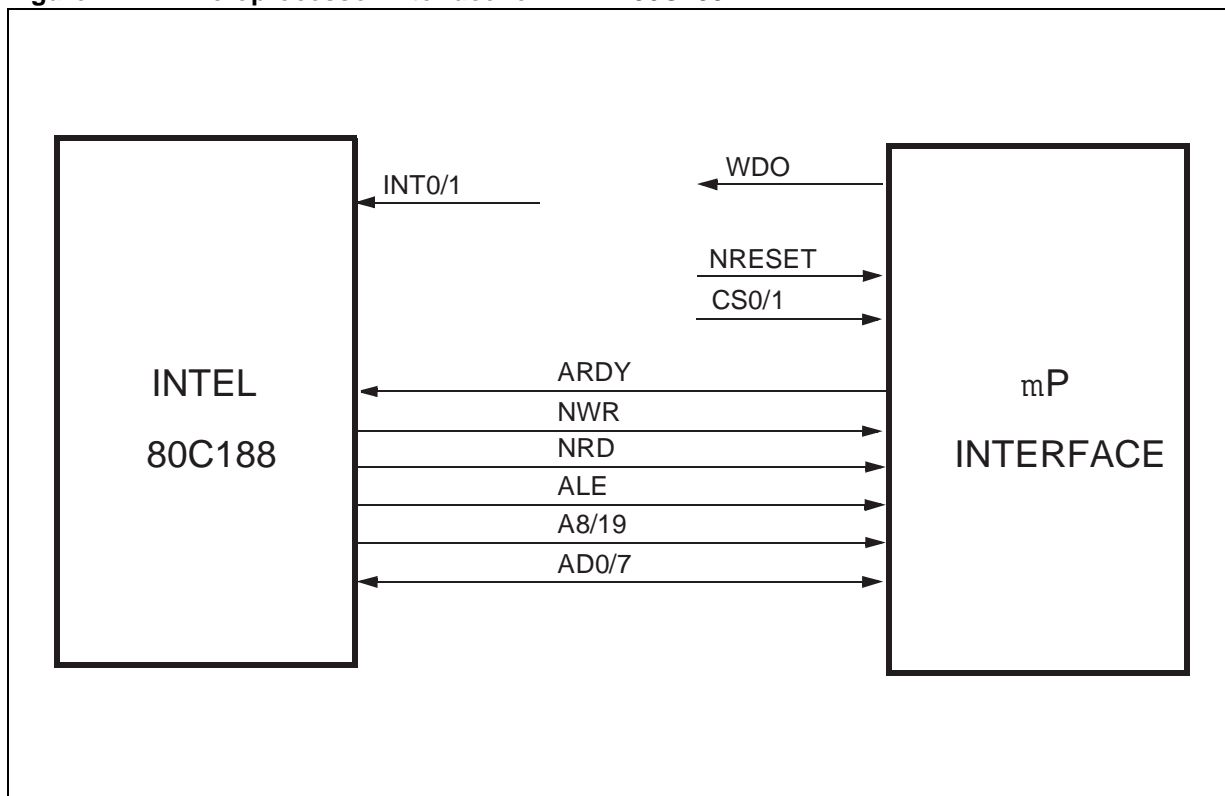 INT0/1
WDO
NRESET
CS0/1
INTEL
80C188
ARDY
NWR
NRD
ALE
A8/19
AD0/7
mP
INTERFACE